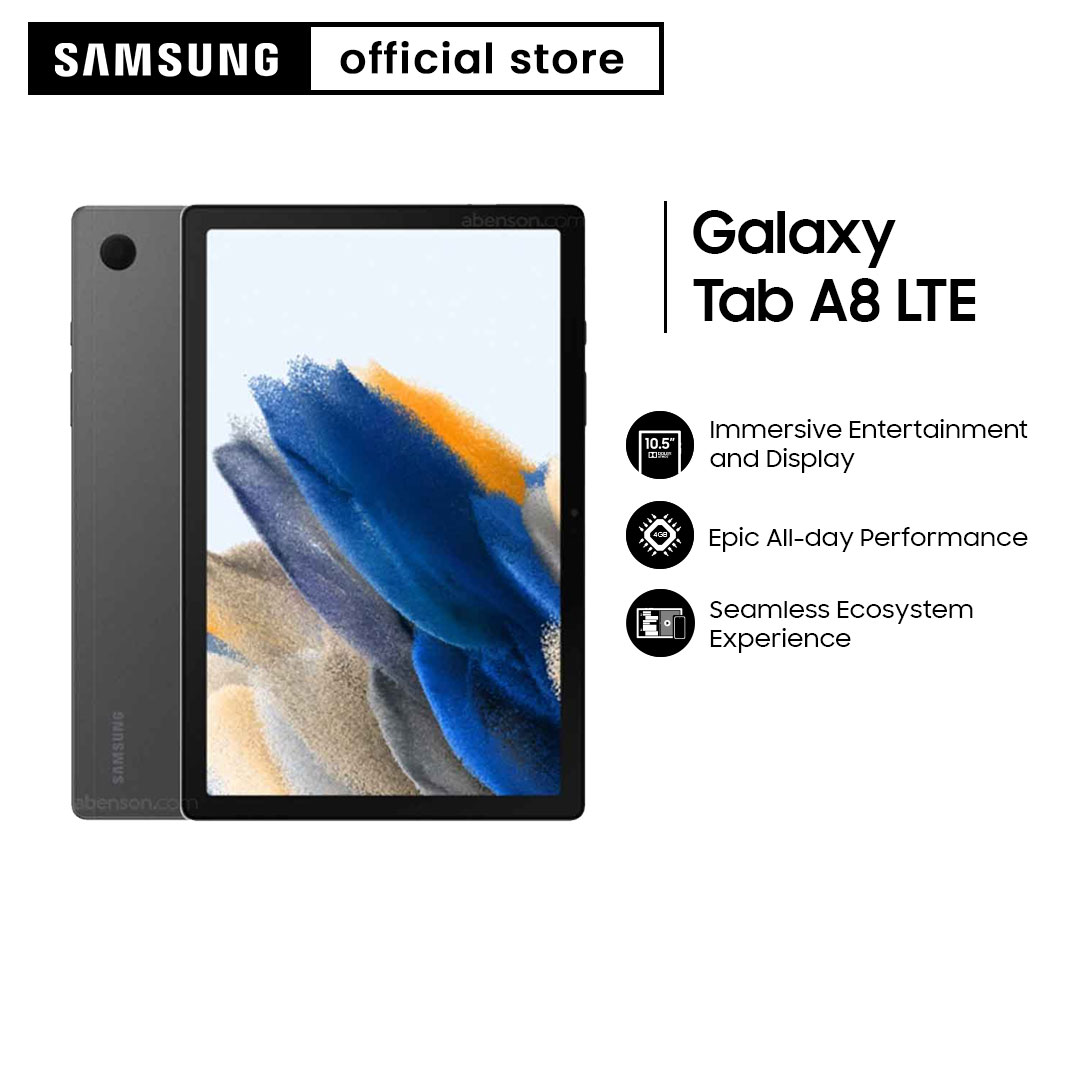 SAMSUNG official store
abenson.com
Galaxy
Tab A8 LTE
10.5"
DOLBY
Immersive Entertainment
and Display
4GB
Epic All-day Performance
Seamless Ecosystem
Experience
SAMSUNG
abenson.com